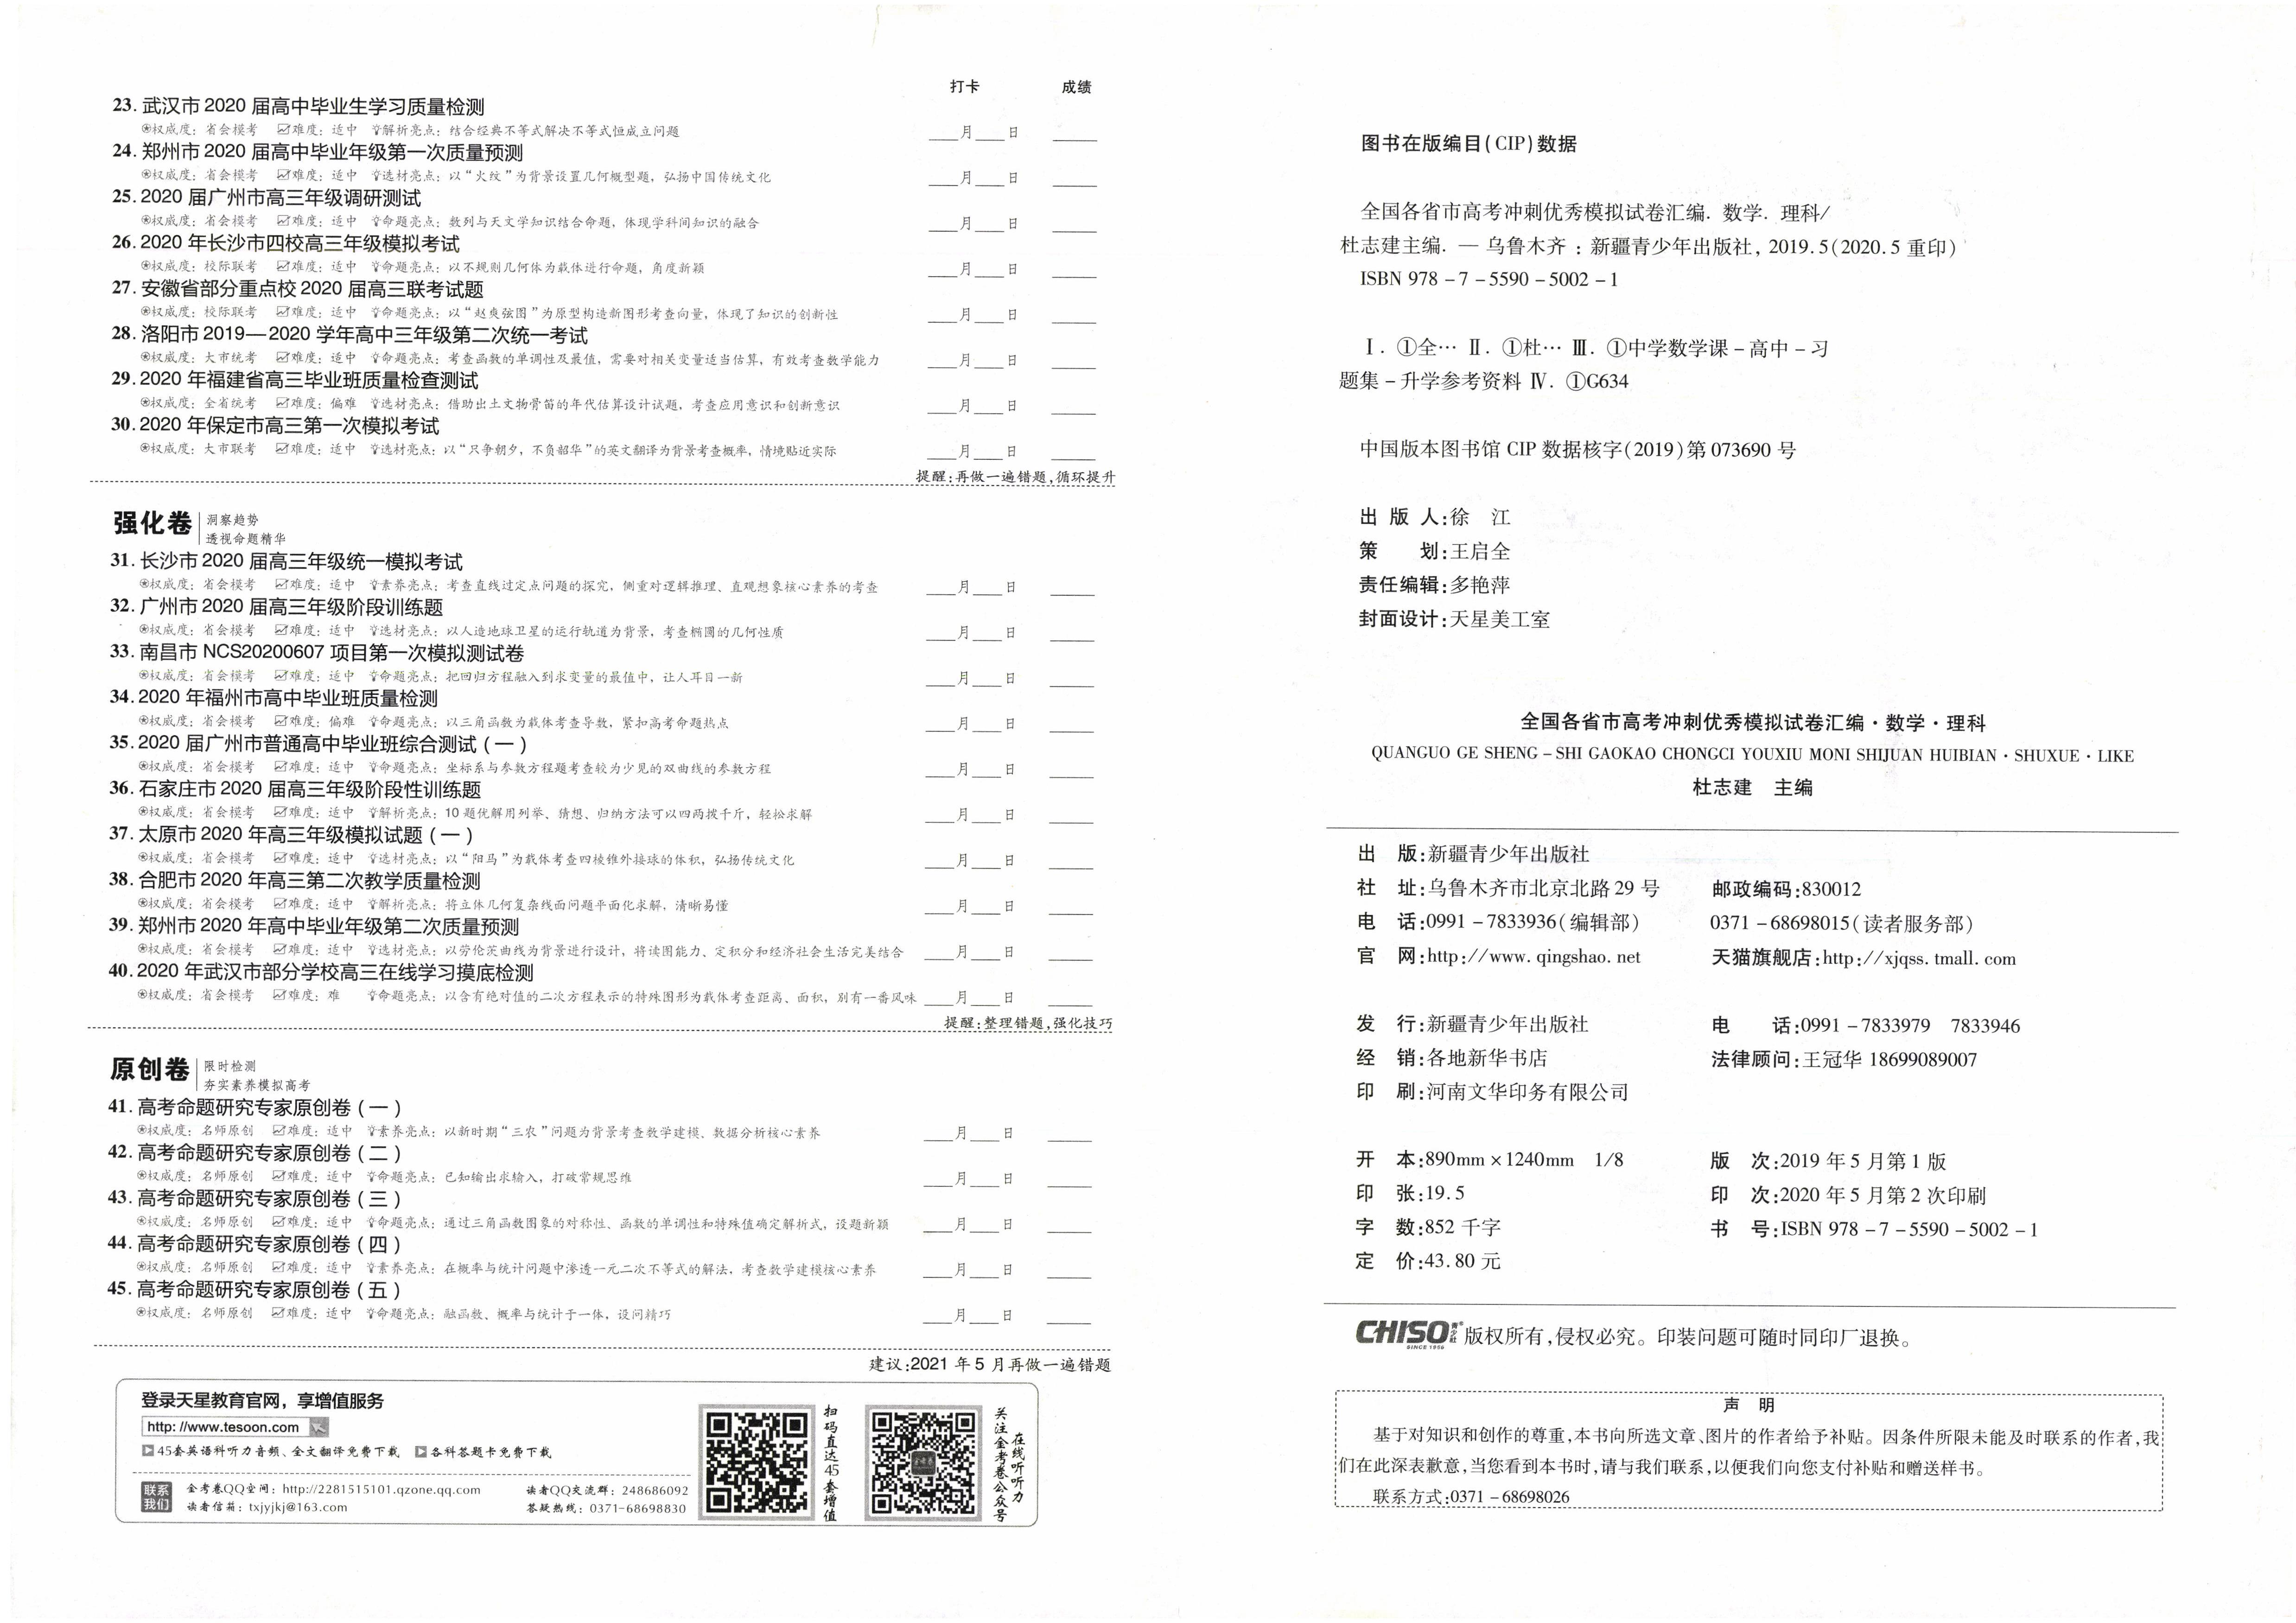 打卡 成绩
23. 武汉市 2020 届高中毕业生学习质量检测
权威度：省会模考 难度：适中 解析亮点：结合经典不等式解决不等式恒成立问题 ___月___日 ____
24. 郑州市 2020 届高中毕业年级第一次质量预测
权威度：省会模考 难度：适中 选材亮点：以“火纹”为背景设置几何概型题，弘扬中国传统文化 ___月___日 ____
25. 2020 届广州市高三年级调研测试
权威度：省会模考 难度：适中 命题亮点：数列与天文学知识结合命题，体现学科间知识的融合 ___月___日 ____
26. 2020 年长沙市四校高三年级模拟考试
权威度：校际联考 难度：适中 命题亮点：以不规则几何体为载体进行命题，角度新颖 ___月___日 ____
27. 安徽省部分重点校 2020 届高三联考试题
权威度：校际联考 难度：适中 命题亮点：以“赵爽弦图”为原型构造新图形考查向量，体现了知识的创新性 ___月___日 ____
28. 洛阳市 2019—2020 学年高中三年级第二次统一考试
权威度：大市统考 难度：适中 命题亮点：考查函数的单调性及最值，需要对相关变量适当估算，有效考查数学能力 ___月___日 ____
29. 2020 年福建省高三毕业班质量检查测试
权威度：全省统考 难度：偏难 选材亮点：借助出土文物骨笛的年代估算设计试题，考查应用意识和创新意识 ___月___日 ____
30. 2020 年保定市高三第一次模拟考试
权威度：大市联考 难度：适中 选材亮点：以“只争朝夕，不负韶华”的英文翻译为背景考查概率，情境贴近实际 ___月___日 ____
提醒：再做一遍错题，循环提升
强化卷 洞察趋势
透视命题精华
31. 长沙市 2020 届高三年级统一模拟考试
权威度：省会模考 难度：适中 素养亮点：考查直线过定点问题的探究，侧重对逻辑推理、直观想象核心素养的考查 ___月___日 ____
32. 广州市 2020 届高三年级阶段训练题
权威度：省会模考 难度：适中 选材亮点：以人造地球卫星的运行轨道为背景，考查椭圆的几何性质 ___月___日 ____
33. 南昌市 NCS20200607 项目第一次模拟测试卷
权威度：省会模考 难度：适中 命题亮点：把回归方程融入到求变量的最值中，让人耳目一新 ___月___日 ____
34. 2020 年福州市高中毕业班质量检测
权威度：省会模考 难度：偏难 命题亮点：以三角函数为载体考查导数，紧扣高考命题热点 ___月___日 ____
35. 2020 届广州市普通高中毕业班综合测试（一）
权威度：省会模考 难度：适中 命题亮点：坐标系与参数方程题考查较为少见的双曲线的参数方程 ___月___日 ____
36. 石家庄市 2020 届高三年级阶段性训练题
权威度：省会模考 难度：适中 解析亮点：10 题优解用列举、猜想、归纳方法可以四两拨千斤，轻松求解 ___月___日 ____
37. 太原市 2020 年高三年级模拟试题（一）
权威度：省会模考 难度：适中 选材亮点：以“阳马”为载体考查四棱锥外接球的体积，弘扬传统文化 ___月___日 ____
38. 合肥市 2020 年高三第二次教学质量检测
权威度：省会模考 难度：适中 解析亮点：将立体几何复杂线面问题平面化求解，清晰易懂 ___月___日 ____
39. 郑州市 2020 年高中毕业年级第二次质量预测
权威度：省会模考 难度：适中 选材亮点：以劳伦茨曲线为背景进行设计，将读图能力、定积分和经济社会生活完美结合 ___月___日 ____
40. 2020 年武汉市部分学校高三在线学习摸底检测
权威度：省会模考 难度：难 命题亮点：以含有绝对值的二次方程表示的特殊图形为载体考查距离、面积，别有一番风味 ___月___日 ____
提醒：整理错题，强化技巧
原创卷 限时检测
夯实素养模拟高考
41. 高考命题研究专家原创卷（一）
权威度：名师原创 难度：适中 素养亮点：以新时期“三农”问题为背景考查数学建模、数据分析核心素养 ___月___日 ____
42. 高考命题研究专家原创卷（二）
权威度：名师原创 难度：适中 命题亮点：已知输出求输入，打破常规思维 ___月___日 ____
43. 高考命题研究专家原创卷（三）
权威度：名师原创 难度：适中 命题亮点：通过三角函数图象的对称性、函数的单调性和特殊值确定解析式，设题新颖 ___月___日 ____
44. 高考命题研究专家原创卷（四）
权威度：名师原创 难度：适中 素养亮点：在概率与统计问题中渗透一元二次不等式的解法，考查数学建模核心素养 ___月___日 ____
45. 高考命题研究专家原创卷（五）
权威度：名师原创 难度：适中 命题亮点：融函数、概率与统计于一体，设问精巧 ___月___日 ____
建议：2021 年 5 月再做一遍错题
登录天星教育官网，享增值服务
http: //www.tesoon.com
45套英语科听力音频、全文翻译免费下载 各科答题卡免费下载
联系我们 金考卷QQ空间：http://2281515101.qzone.qq.com 读者QQ交流群：248686092
读者信箱：txjyjkj@163.com 答疑热线：0371-68698830
扫码直达45套增值
关注金考卷公众号
在线听听力
图书在版编目(CIP)数据
全国各省市高考冲刺优秀模拟试卷汇编. 数学. 理科/
杜志建主编. — 乌鲁木齐：新疆青少年出版社，2019.5(2020.5 重印)
ISBN 978－7－5590－5002－1
Ⅰ. ①全… Ⅱ. ①杜… Ⅲ. ①中学数学课－高中－习
题集－升学参考资料 Ⅳ. ①G634
中国版本图书馆 CIP 数据核字(2019)第 073690 号
出 版 人：徐 江
策 划：王启全
责任编辑：多艳萍
封面设计：天星美工室
全国各省市高考冲刺优秀模拟试卷汇编·数学·理科
QUANGUO GE SHENG－SHI GAOKAO CHONGCI YOUXIU MONI SHIJUAN HUIBIAN·SHUXUE·LIKE
杜志建 主编
出 版：新疆青少年出版社
社 址：乌鲁木齐市北京北路 29 号 邮政编码：830012
电 话：0991－7833936(编辑部) 0371－68698015(读者服务部)
官 网：http：//www. qingshao. net 天猫旗舰店：http：//xjqss. tmall. com
发 行：新疆青少年出版社 电 话：0991－7833979 7833946
经 销：各地新华书店 法律顾问：王冠华 18699089007
印 刷：河南文华印务有限公司
开 本：890mm×1240mm 1/8 版 次：2019 年 5 月第 1 版
印 张：19.5 印 次：2020 年 5 月第 2 次印刷
字 数：852 千字 书 号：ISBN 978－7－5590－5002－1
定 价：43.80 元
CHISO 青少社 SINCE 1956 版权所有，侵权必究。印装问题可随时同印厂退换。
声 明
基于对知识和创作的尊重，本书向所选文章、图片的作者给予补贴。因条件所限未能及时联系的作者，我
们在此深表歉意，当您看到本书时，请与我们联系，以便我们向您支付补贴和赠送样书。
联系方式：0371－68698026